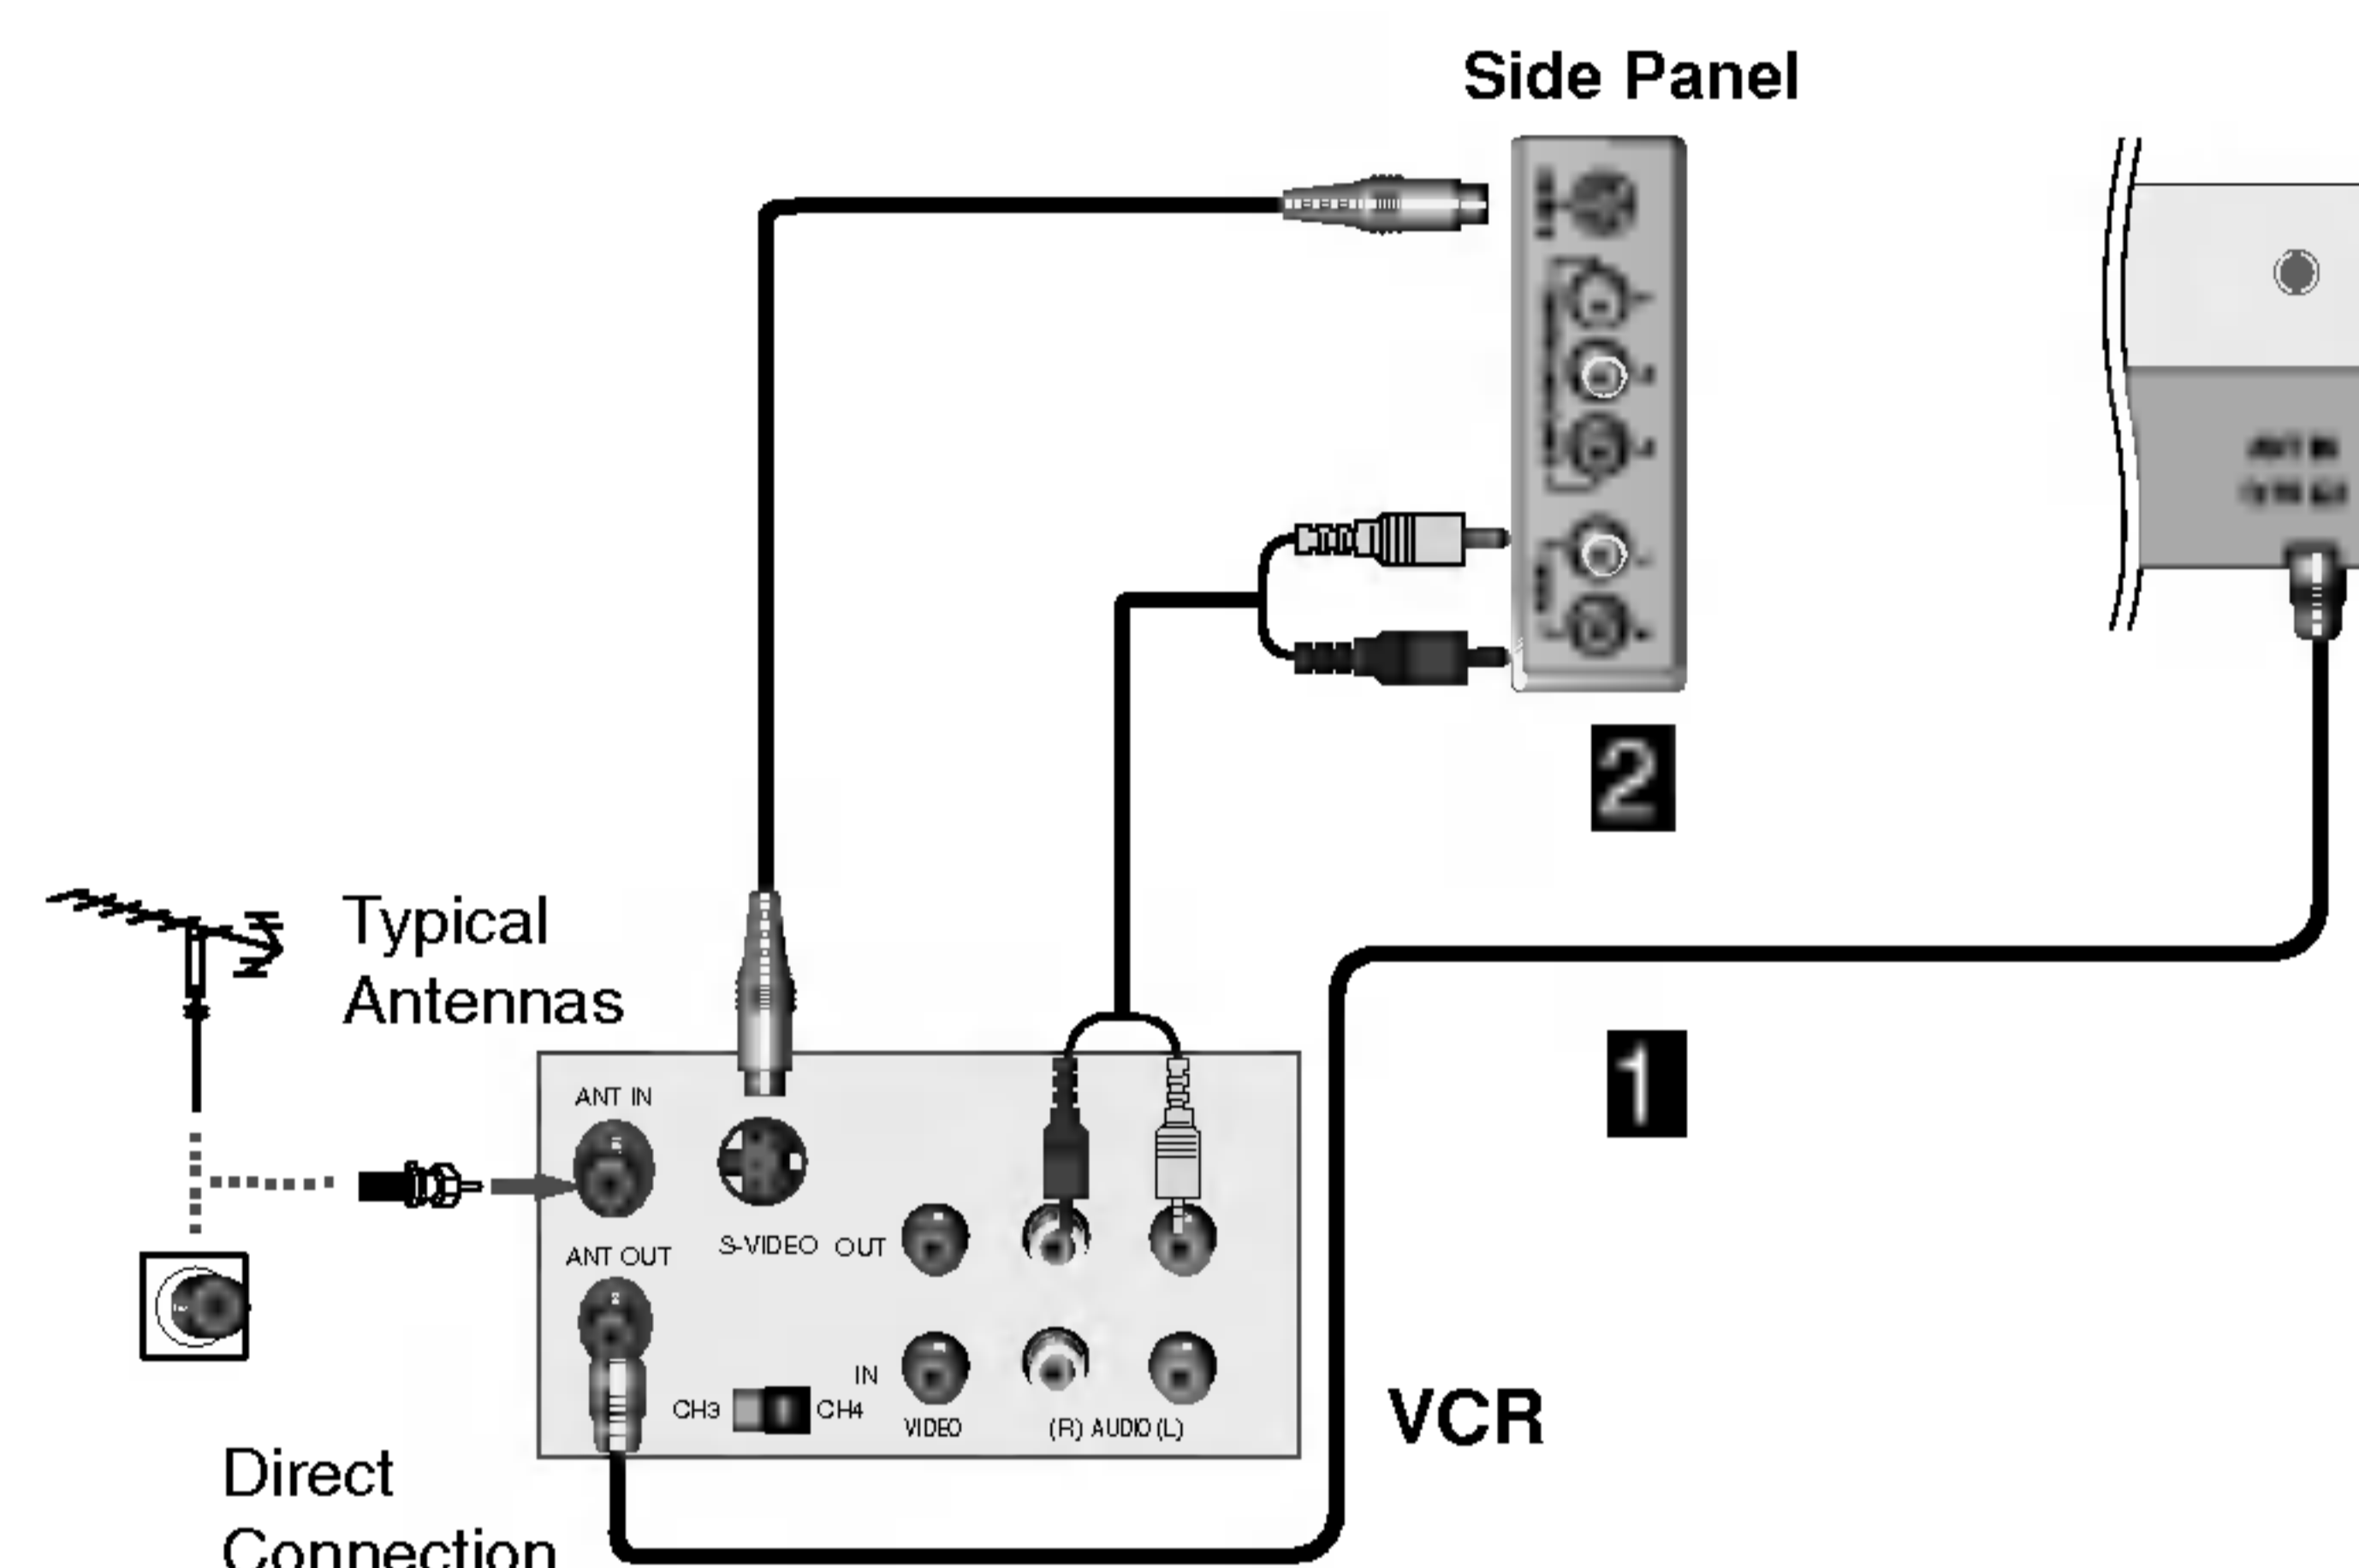 Side Panel
2
Typical
Antennas
1
ANT IN
S-VIDEO
OUT
ANT OUT
IN
CH3
CH4
VIDEO
(R) AUDIO (L)
VCR
Direct
Connection